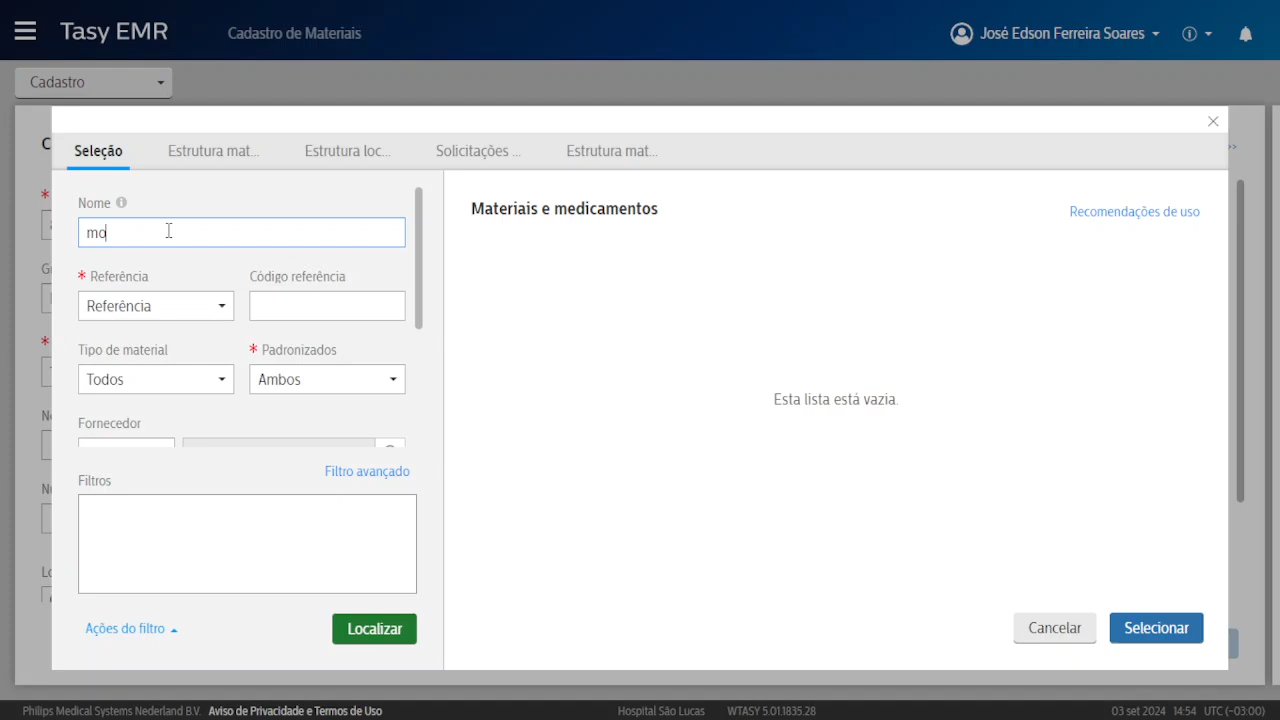 Tasy EMR
Cadastro de Materiais
José Edson Ferreira Soares
Cadastro
Seleção
Estrutura mat...
Estrutura loc...
Solicitações ...
Estrutura mat...
Nome
mo
* Referência
Código referência
Referência
Tipo de material
* Padronizados
Todos
Ambos
Fornecedor
Filtro avançado
Filtros
Ações do filtro
Localizar
Materiais e medicamentos
Recomendações de uso
Esta lista está vazia.
Cancelar
Selecionar
Philips Medical Systems Nederland B.V. Aviso de Privacidade e Termos de Uso
Hospital São Lucas
WTASY 5.01.1835.28
03 set 2024 14:54 UTC (-03:00)